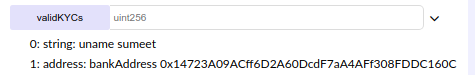 validKYCs uint256
0: string: uname sumeet
1: address: bankAddress 0x14723A09ACff6D2A60DcdF7aA4AFf308FDDC160C